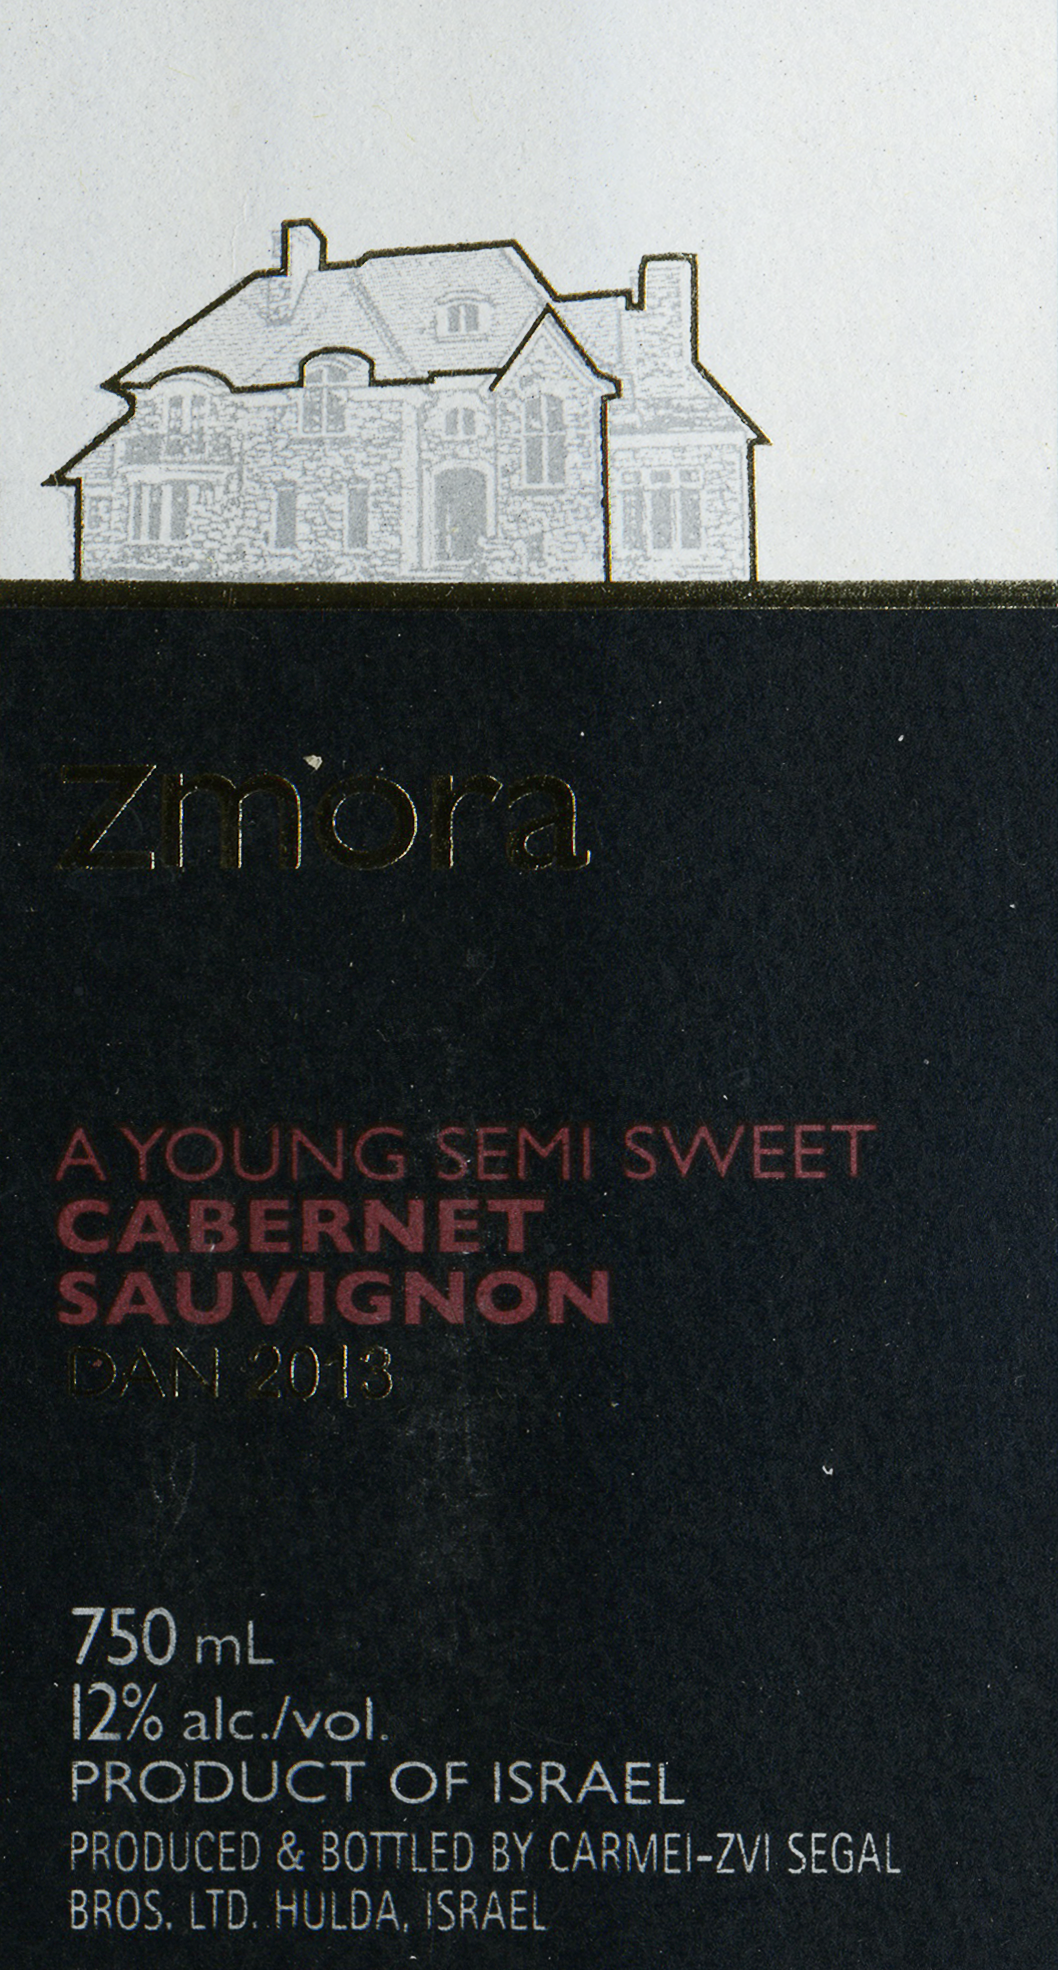 zmora
A YOUNG SEMI SWEET
CABERNET
SAUVIGNON
DAN 2013
750 mL
12% alc./vol.
PRODUCT OF ISRAEL
PRODUCED & BOTTLED BY CARMEI-ZVI SEGAL
BROS. LTD. HULDA, ISRAEL